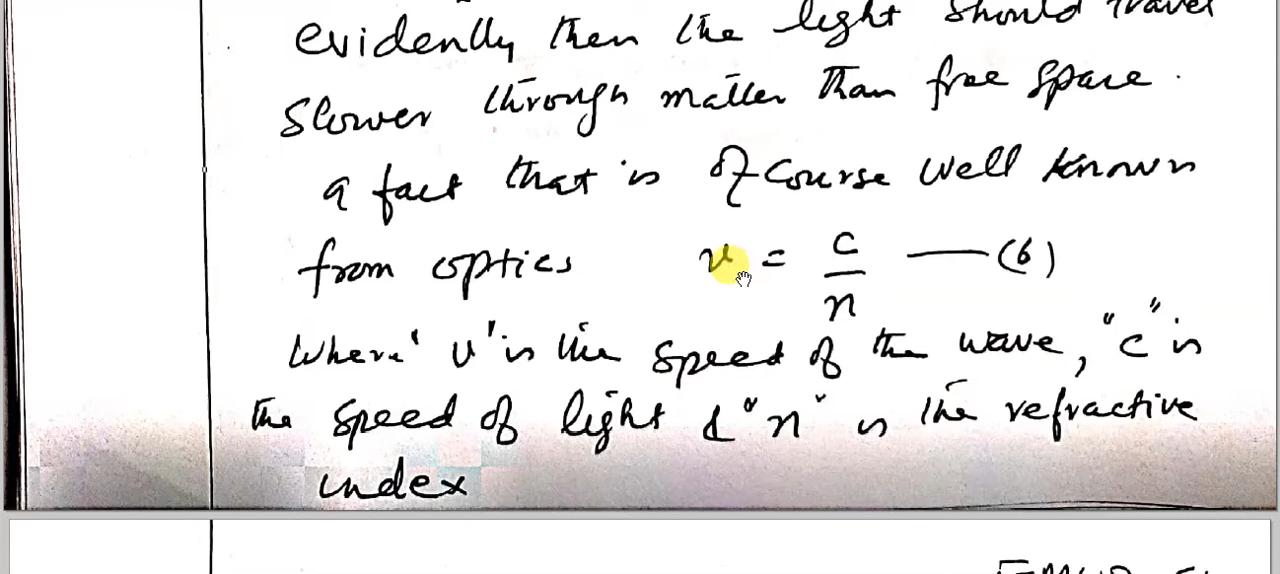 evidently then the light should travel
slower through matter than free space.
a fact that is of course well known
from optics v = c/n — (6)
where 'v' is the speed of the wave, "c" is
the speed of light & "n" is the refractive
index